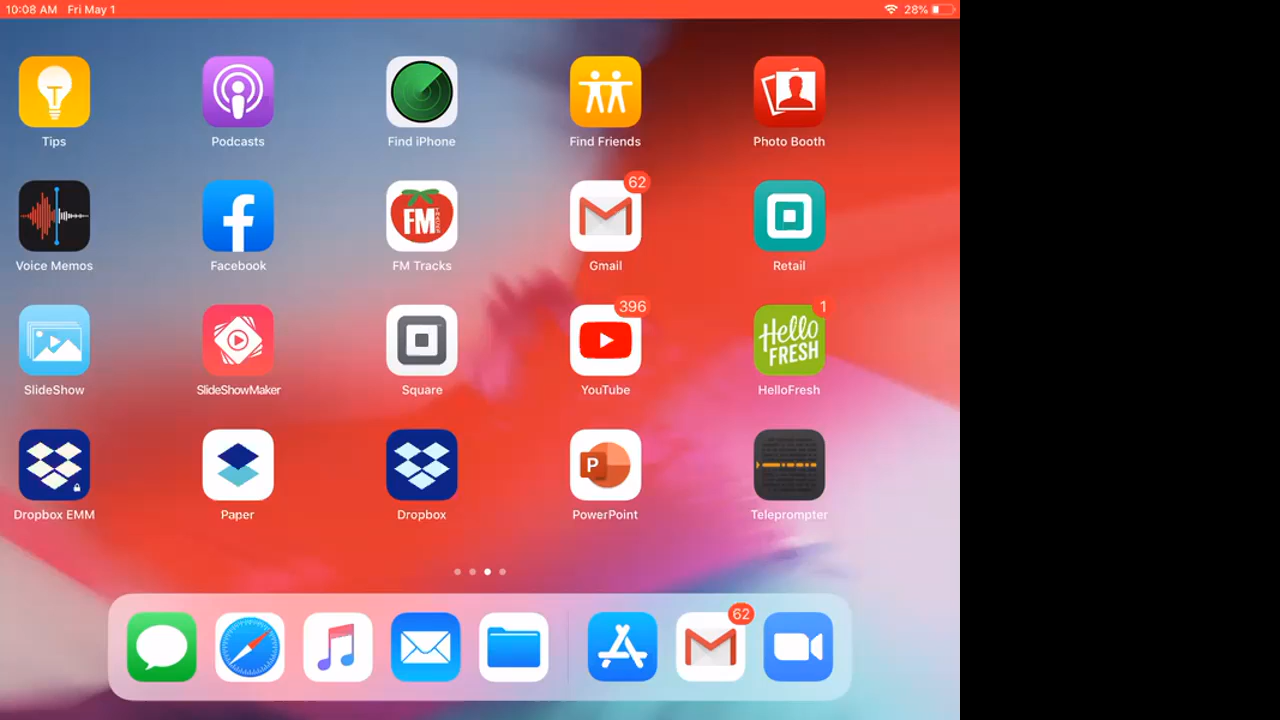 10:08 AM Fri May 1 28%
Tips Podcasts Find iPhone Find Friends Photo Booth
62
FM
Voice Memos Facebook FM Tracks Gmail Retail
396 1
Hello
FRESH
SlideShow SlideShowMaker Square YouTube HelloFresh
P
Dropbox EMM Paper Dropbox PowerPoint Teleprompter
62